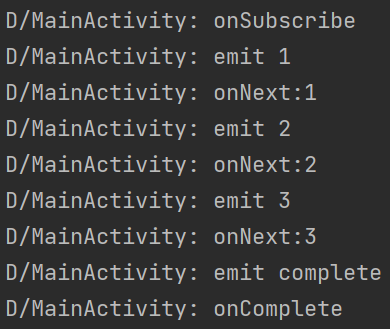 D/MainActivity: onSubscribe
D/MainActivity: emit 1
D/MainActivity: onNext:1
D/MainActivity: emit 2
D/MainActivity: onNext:2
D/MainActivity: emit 3
D/MainActivity: onNext:3
D/MainActivity: emit complete
D/MainActivity: onComplete